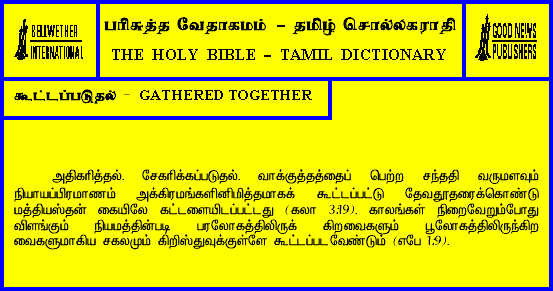 BELLWETHER
INTERNATIONAL
பரிசுத்த வேதாகமம் - தமிழ் சொல்லகராதி
THE HOLY BIBLE - TAMIL DICTIONARY
GOOD NEWS
PUBLISHERS
கூட்டப்படுதல் - GATHERED TOGETHER
அதிகரித்தல். சேகரிக்கப்படுதல். வாக்குத்தத்தைப் பெற்ற சந்ததி வருமளவும்
நியாயப்பிரமாணம் அக்கிரமங்களினிமித்தமாகக் கூட்டப்பட்டு தேவதூதரைக்கொண்டு
மத்தியஸ்தன் கையிலே கட்டளையிடப்பட்டது (கலா 3:19). காலங்கள் நிறைவேறும்போது
விளங்கும் நியமத்தின்படி பரலோகத்திலிருக் கிறவைகளும் பூலோகத்திலிருந்கிற
வைகளுமாகிய சகலமும் கிறிஸ்துவுக்குள்ளே கூட்டப்பட வேண்டும் (எபே 1:9).